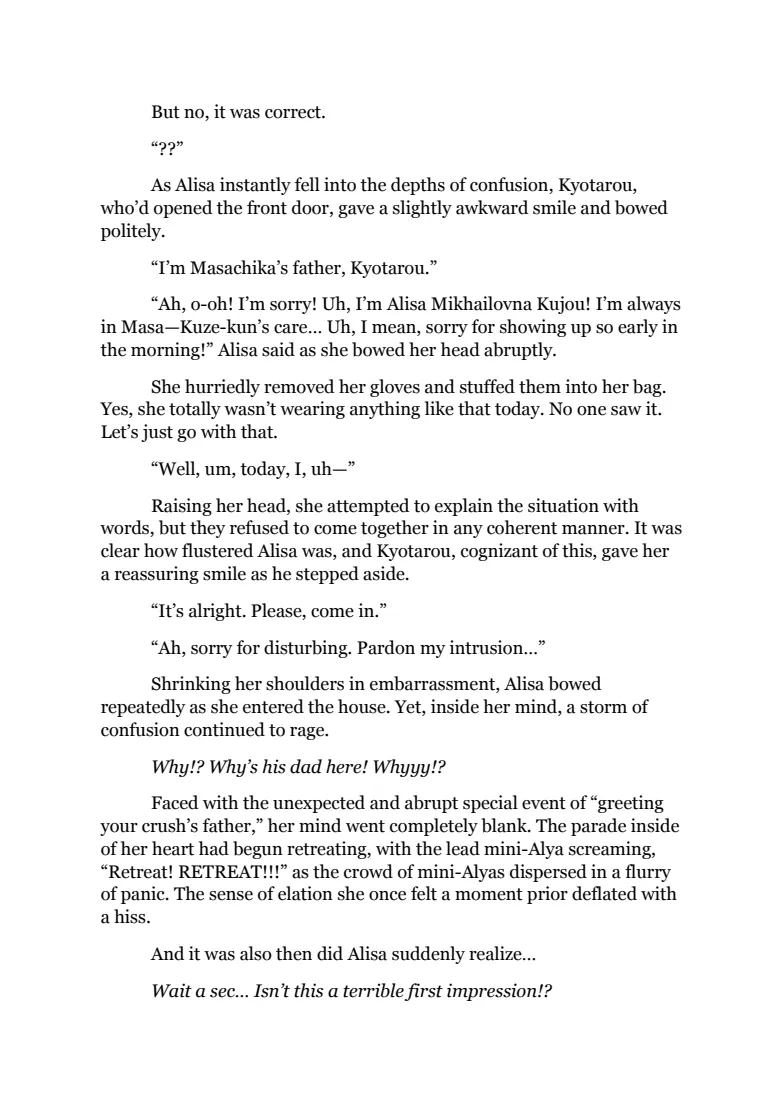 But no, it was correct.
“??”
As Alisa instantly fell into the depths of confusion, Kyotarou,
who’d opened the front door, gave a slightly awkward smile and bowed
politely.
“I’m Masachika’s father, Kyotarou.”
“Ah, o-oh! I’m sorry! Uh, I’m Alisa Mikhailovna Kujou! I’m always
in Masa—Kuze-kun’s care… Uh, I mean, sorry for showing up so early in
the morning!” Alisa said as she bowed her head abruptly.
She hurriedly removed her gloves and stuffed them into her bag.
Yes, she totally wasn’t wearing anything like that today. No one saw it.
Let’s just go with that.
“Well, um, today, I, uh—”
Raising her head, she attempted to explain the situation with
words, but they refused to come together in any coherent manner. It was
clear how flustered Alisa was, and Kyotarou, cognizant of this, gave her
a reassuring smile as he stepped aside.
“It’s alright. Please, come in.”
“Ah, sorry for disturbing. Pardon my intrusion…”
Shrinking her shoulders in embarrassment, Alisa bowed
repeatedly as she entered the house. Yet, inside her mind, a storm of
confusion continued to rage.
Why!? Why’s his dad here! Whyyy!?
Faced with the unexpected and abrupt special event of “greeting
your crush’s father,” her mind went completely blank. The parade inside
of her heart had begun retreating, with the lead mini-Alya screaming,
“Retreat! RETREAT!!!” as the crowd of mini-Alyas dispersed in a flurry
of panic. The sense of elation she once felt a moment prior deflated with
a hiss.
And it was also then did Alisa suddenly realize…
Wait a sec… Isn’t this a terrible first impression!?